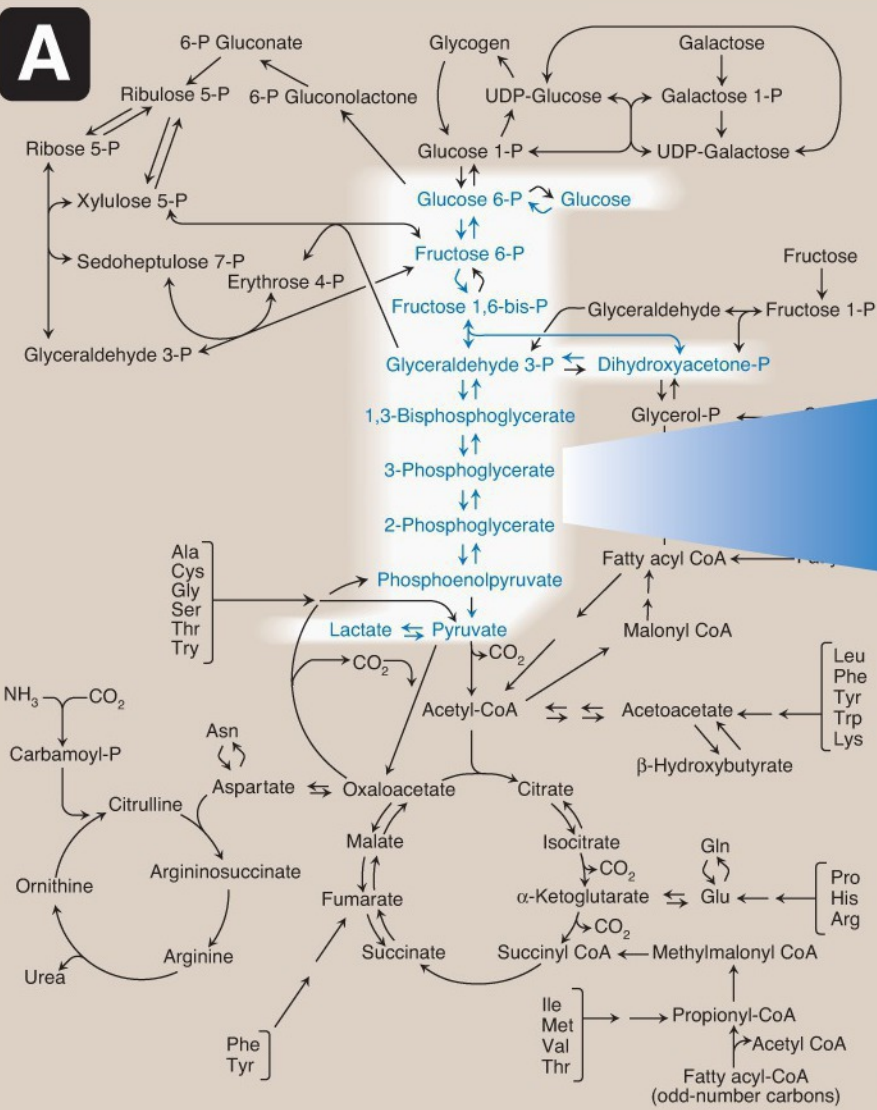 A
6-P Gluconate
Glycogen
Galactose
Ribulose 5-P
6-P Gluconolactone
UDP-Glucose
Galactose 1-P
Ribose 5-P
Glucose 1-P
UDP-Galactose
Xylulose 5-P
Glucose 6-P
Glucose
Sedoheptulose 7-P
Erythrose 4-P
Fructose 6-P
Fructose
Fructose 1,6-bis-P
Glyceraldehyde
Fructose 1-P
Glyceraldehyde 3-P
Glyceraldehyde 3-P
Dihydroxyacetone-P
1,3-Bisphosphoglycerate
Glycerol-P
3-Phosphoglycerate
2-Phosphoglycerate
Ala
Cys
Gly
Ser
Thr
Try
Phosphoenolpyruvate
Fatty acyl CoA
Lactate
Pyruvate
Malonyl CoA
CO2
CO2
Leu
Phe
Tyr
Trp
Lys
NH3
CO2
Acetyl-CoA
Acetoacetate
Carbamoyl-P
Asn
β-Hydroxybutyrate
Citrulline
Aspartate
Oxaloacetate
Citrate
Malate
Isocitrate
Gln
CO2
Ornithine
Argininosuccinate
Fumarate
α-Ketoglutarate
Glu
Pro
His
Arg
CO2
Arginine
Succinate
Succinyl CoA
Methylmalonyl CoA
Urea
Ile
Met
Val
Thr
Propionyl-CoA
Phe
Tyr
Acetyl CoA
Fatty acyl-CoA
(odd-number carbons)